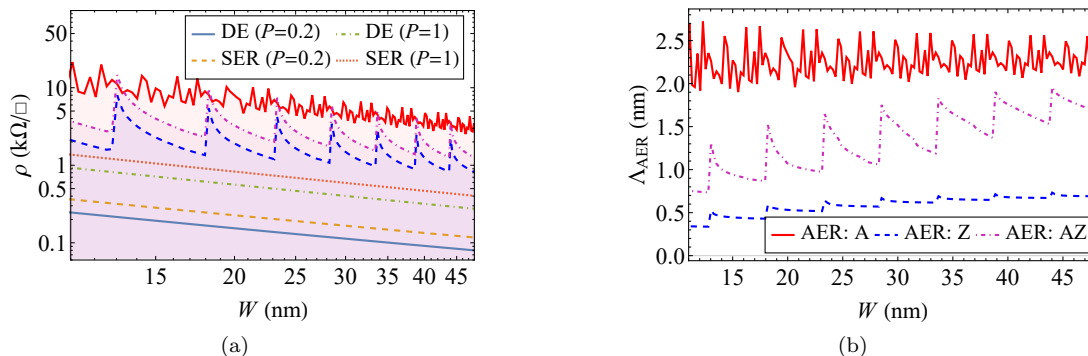 50
10
5
1
0.5
0.1
ρ (kΩ/□)
DE (P=0.2) DE (P=1)
SER (P=0.2) SER (P=1)
15 20 25 30 35 40 45
W (nm)
(a)
2.5
2.0
1.5
1.0
0.5
0.0
Λ_AER (nm)
AER: A AER: Z AER: AZ
15 20 25 30 35 40 45
W (nm)
(b)